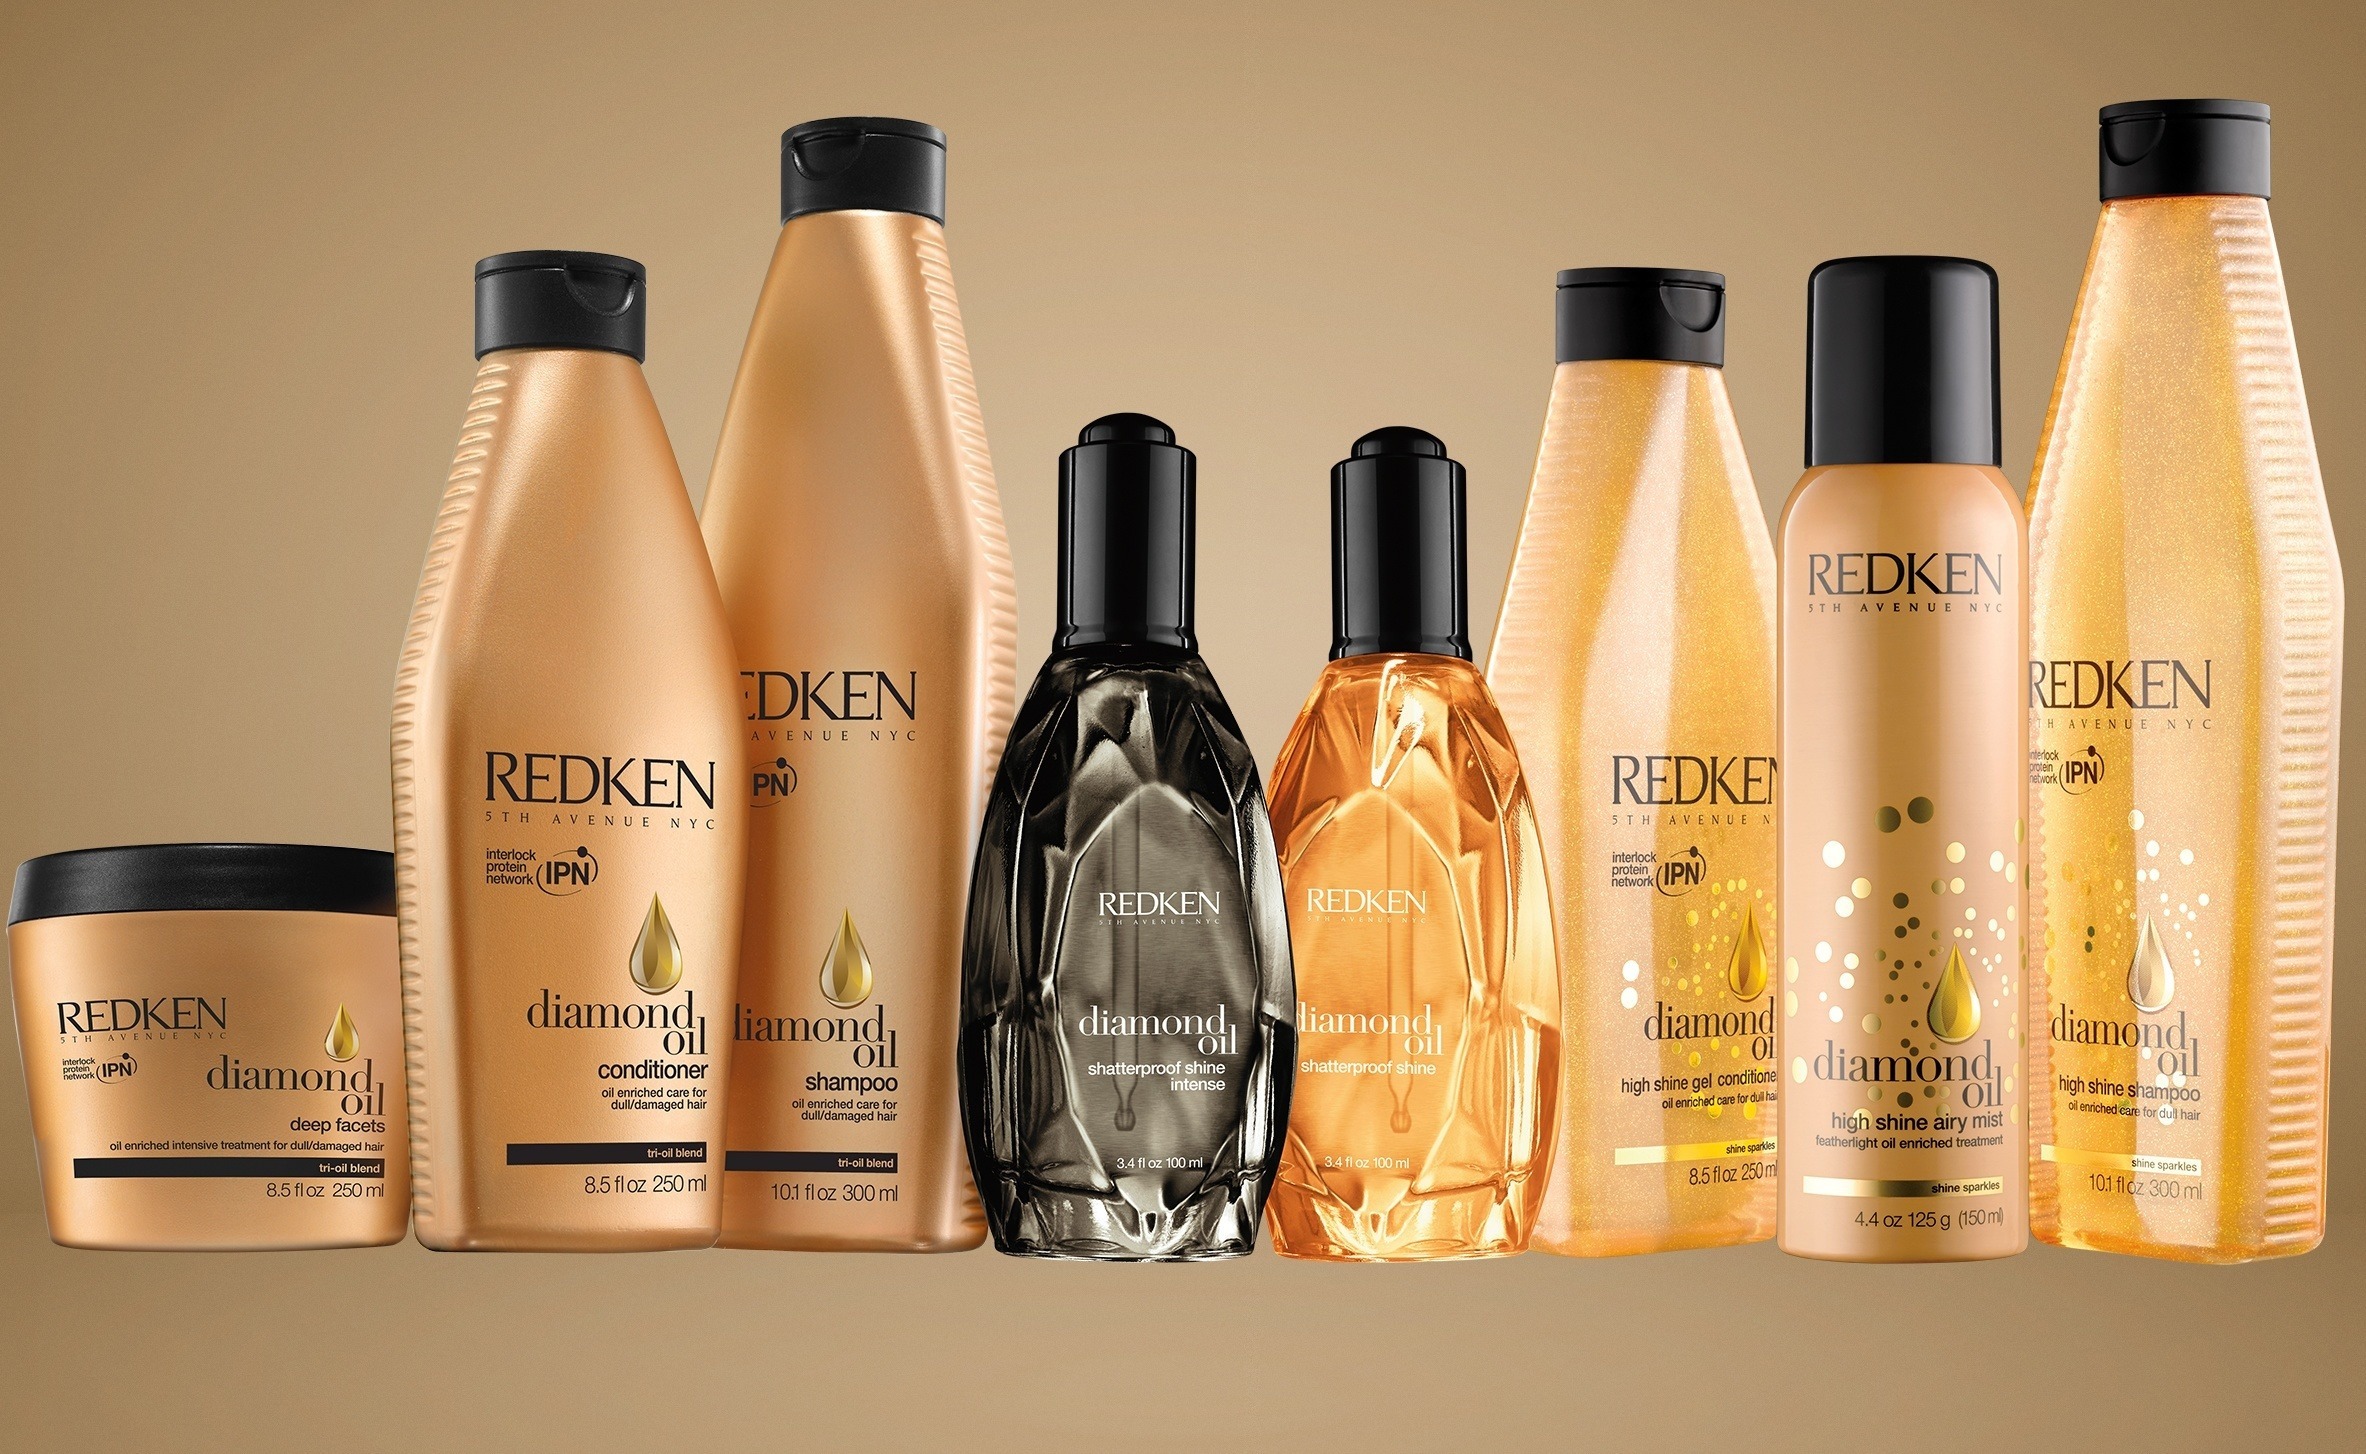 REDKEN
5TH AVENUE NYC
interlock
protein
network IPN
diamond
oil
deep facets
oil enriched intensive treatment for dull/damaged hair
tri-oil blend
8.5 fl oz 250 ml
REDKEN
5TH AVENUE NYC
interlock
protein
network IPN
diamond
oil
conditioner
oil enriched care for
dull/damaged hair
tri-oil blend
8.5 fl oz 250 ml
EDKEN
AVENUE NYC
PN
diamond
oil
shampoo
oil enriched care for
dull/damaged hair
tri-oil blend
10.1 fl oz 300 ml
REDKEN
5TH AVENUE NYC
diamond
oil
shatterproof shine
intense
3.4 fl oz 100 ml
REDKEN
5TH AVENUE NYC
diamond
oil
shatterproof shine
3.4 fl oz 100 ml
REDKEN
5TH AVENUE N
interlock
protein
network IPN
diamond
oil
high shine gel conditioner
oil enriched care for dull hai
shine sparkles
8.5 fl oz 250 ml
REDKEN
5TH AVENUE NYC
diamond
oil
high shine airy mist
featherlight oil enriched treatment
shine sparkles
4.4 oz 125 g (150 ml)
REDKEN
5TH AVENUE NYC
interlock
protein
network IPN
diamond
oil
high shine shampoo
oil enriched care for dull hair
shine sparkles
10.1 fl oz 300 ml